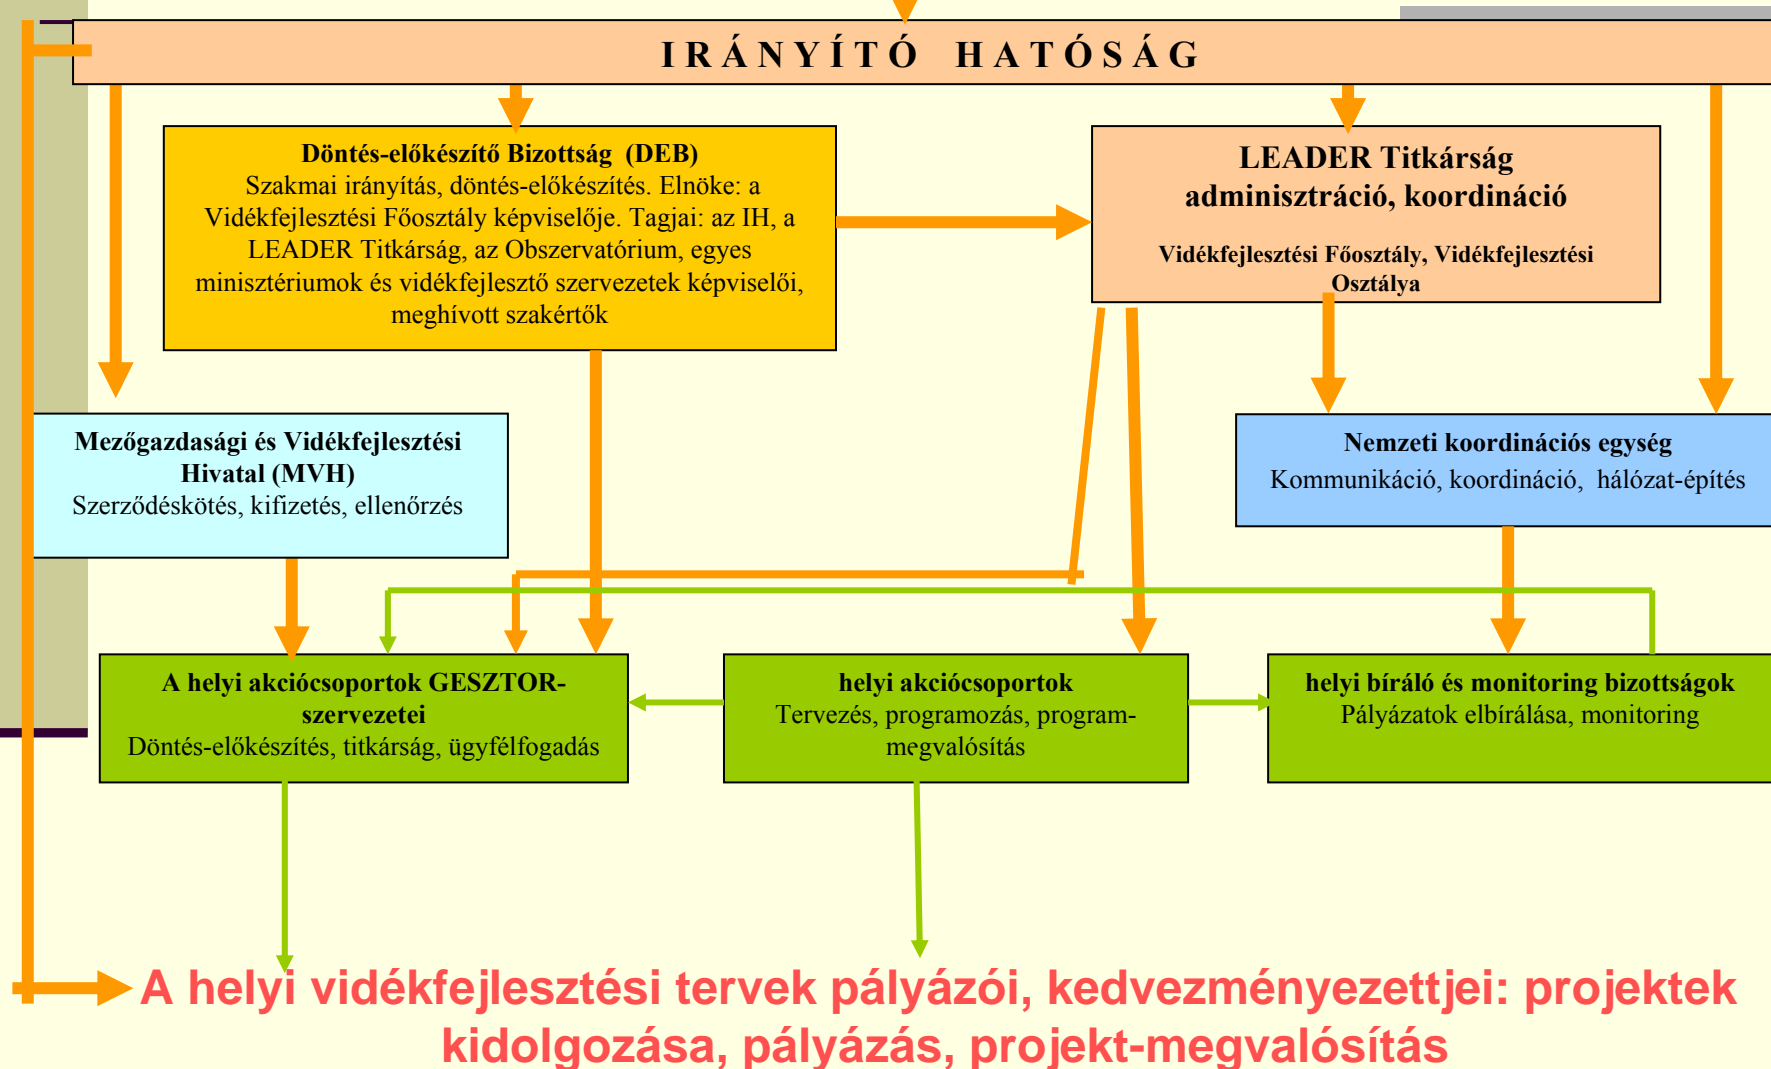 IRÁNYÍTÓ HATÓSÁG
Döntés-előkészítő Bizottság (DEB)
Szakmai irányítás, döntés-előkészítés. Elnöke: a
Vidékfejlesztési Főosztály képviselője. Tagjai: az IH, a
LEADER Titkárság, az Obszervatórium, egyes
minisztériumok és vidékfejlesztő szervezetek képviselői,
meghívott szakértők
LEADER Titkárság
adminisztráció, koordináció
Vidékfejlesztési Főosztály, Vidékfejlesztési
Osztálya
Mezőgazdasági és Vidékfejlesztési
Hivatal (MVH)
Szerződéskötés, kifizetés, ellenőrzés
Nemzeti koordinációs egység
Kommunikáció, koordináció, hálózat-építés
A helyi akciócsoportok GESZTOR-
szervezetei
Döntés-előkészítés, titkárság, ügyfélfogadás
helyi akciócsoportok
Tervezés, programozás, program-
megvalósítás
helyi bíráló és monitoring bizottságok
Pályázatok elbírálása, monitoring
A helyi vidékfejlesztési tervek pályázói, kedvezményezettjei: projektek
kidolgozása, pályázás, projekt-megvalósítás